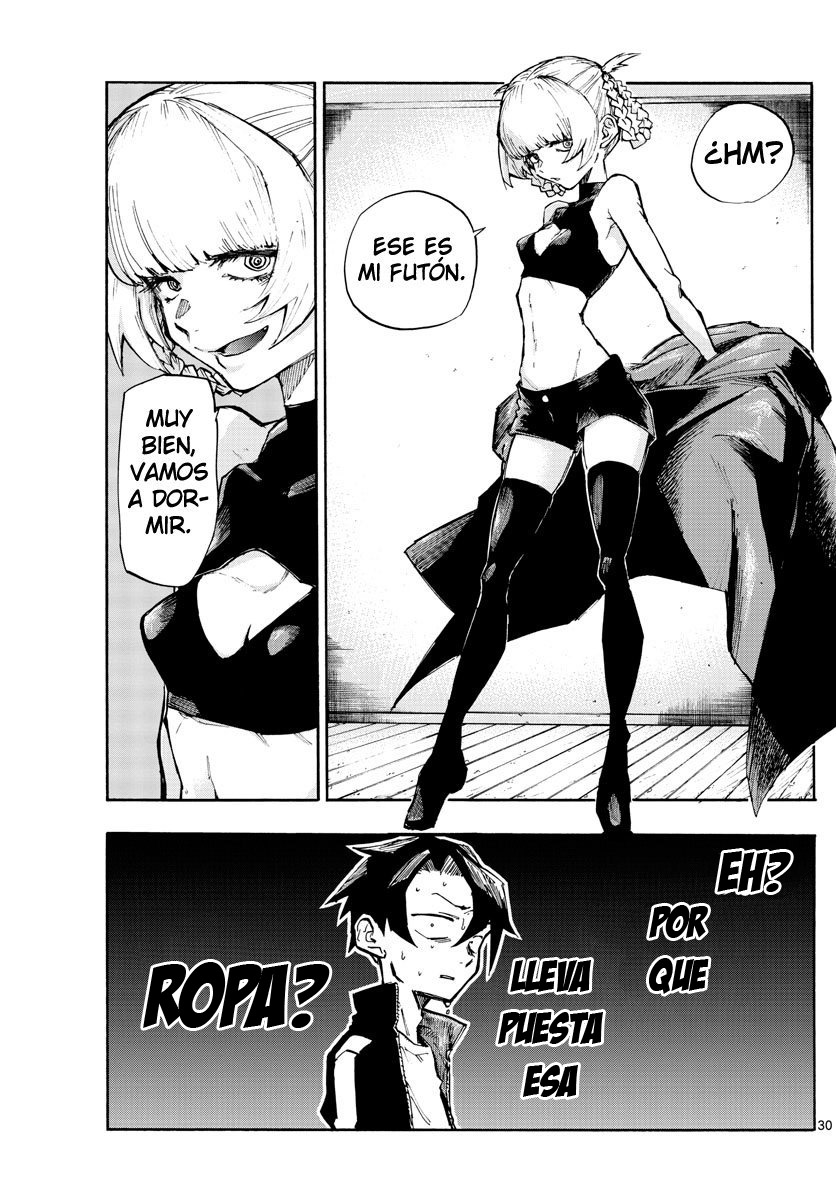 ¿HM?
ESE ES
MI FUTÓN.
MUY
BIEN,
VAMOS
A DOR-
MIR.
EH?
POR
QUE
LLEVA
PUESTA
ESA
ROPA?
30